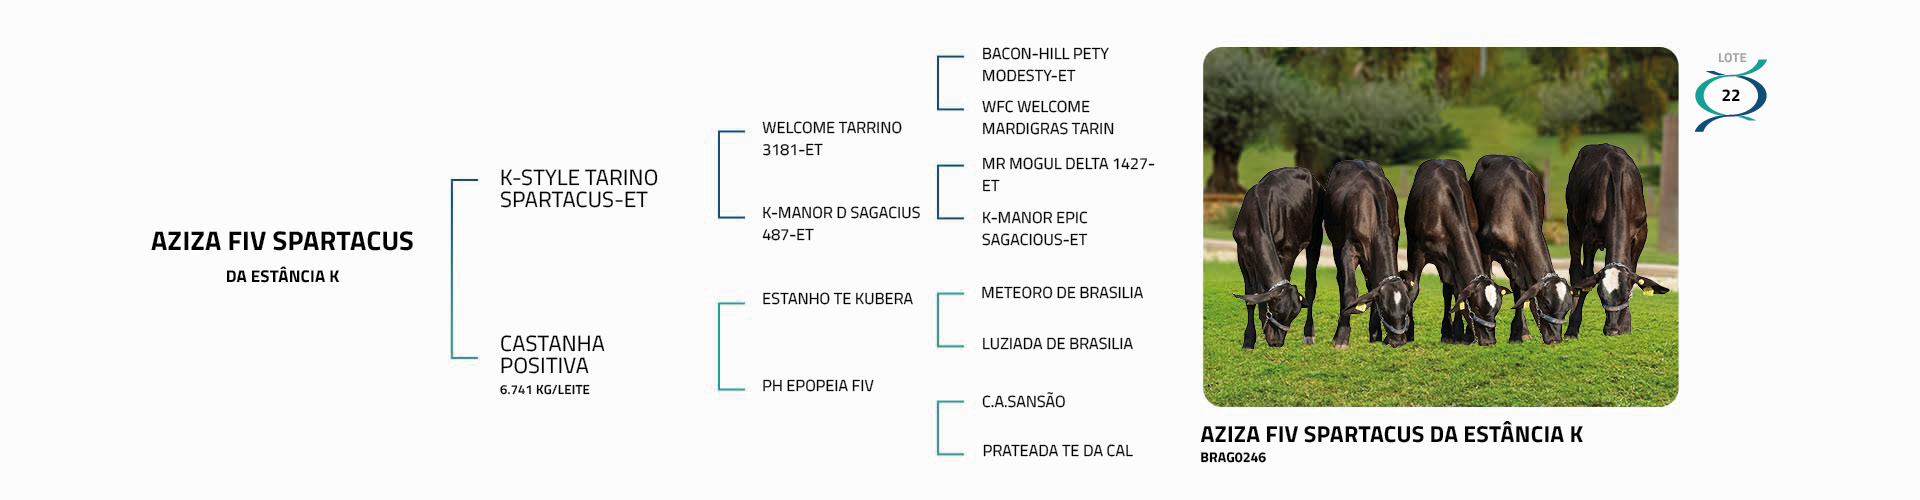 AZIZA FIV SPARTACUS
DA ESTÂNCIA K
K-STYLE TARINO
SPARTACUS-ET
CASTANHA
POSITIVA
6.741 KG/LEITE
WELCOME TARRINO
3181-ET
K-MANOR D SAGACIUS
487-ET
ESTANHO TE KUBERA
PH EPOPEIA FIV
BACON-HILL PETY
MODESTY-ET
WFC WELCOME
MARDIGRAS TARIN
MR MOGUL DELTA 1427-
ET
K-MANOR EPIC
SAGACIOUS-ET
METEORO DE BRASILIA
LUZIADA DE BRASILIA
C.A.SANSÃO
PRATEADA TE DA CAL
LOTE
22
AZIZA FIV SPARTACUS DA ESTÂNCIA K
BRAG0246